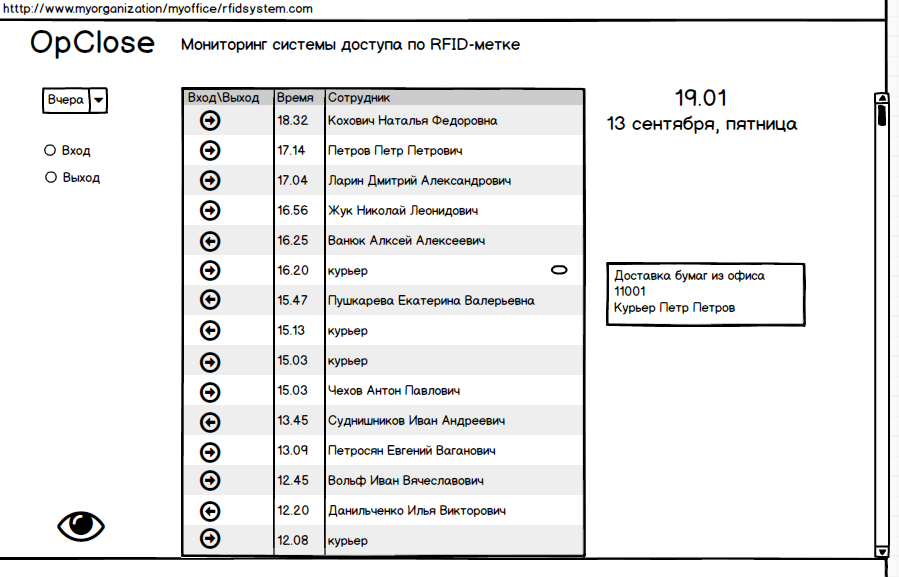 htttp://www.myorganization/myoffice/rfidsystem.com
OpClose
Мониторинг системы доступа по RFID-метке
Вчера
Вход
Выход
Вход\Выход Время Сотрудник
18.32 Кохович Наталья Федоровна
17.14 Петров Петр Петрович
17.04 Ларин Дмитрий Александрович
16.56 Жук Николай Леонидович
16.25 Ванюк Алксей Алексеевич
16.20 курьер
15.47 Пушкарева Екатерина Валерьевна
15.13 курьер
15.03 курьер
15.03 Чехов Антон Павлович
13.45 Суднишников Иван Андреевич
13.09 Петросян Евгений Ваганович
12.45 Вольф Иван Вячеславович
12.20 Данильченко Илья Викторович
12.08 курьер
19.01
13 сентября, пятница
Доставка бумаг из офиса
11001
Курьер Петр Петров